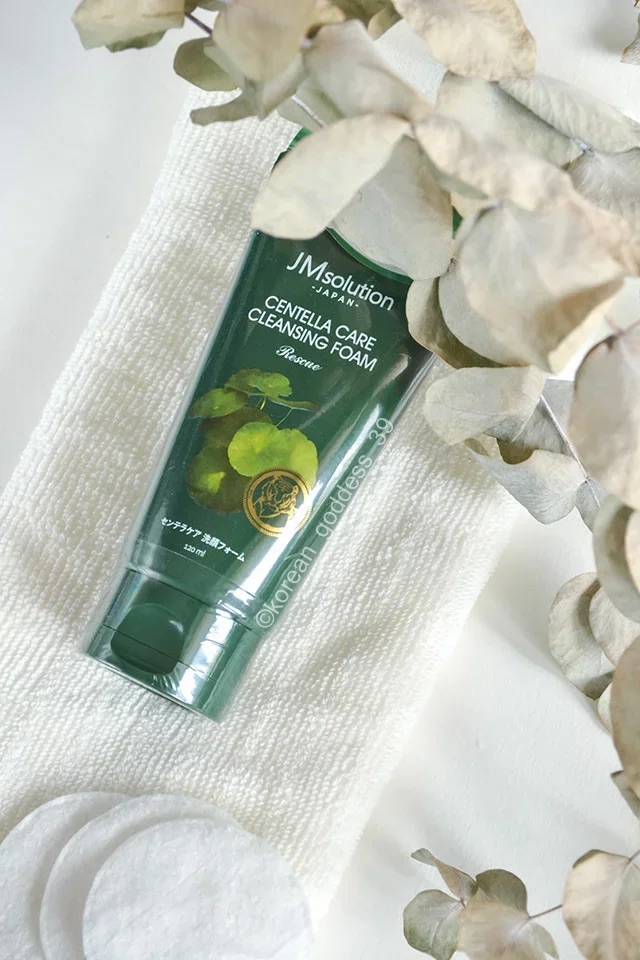 JMsolution
-JAPAN-
CENTELLA CARE
CLEANSING FOAM
Rescue
センテラケア 洗顔フォーム
120 ml
©korean_goddess_39